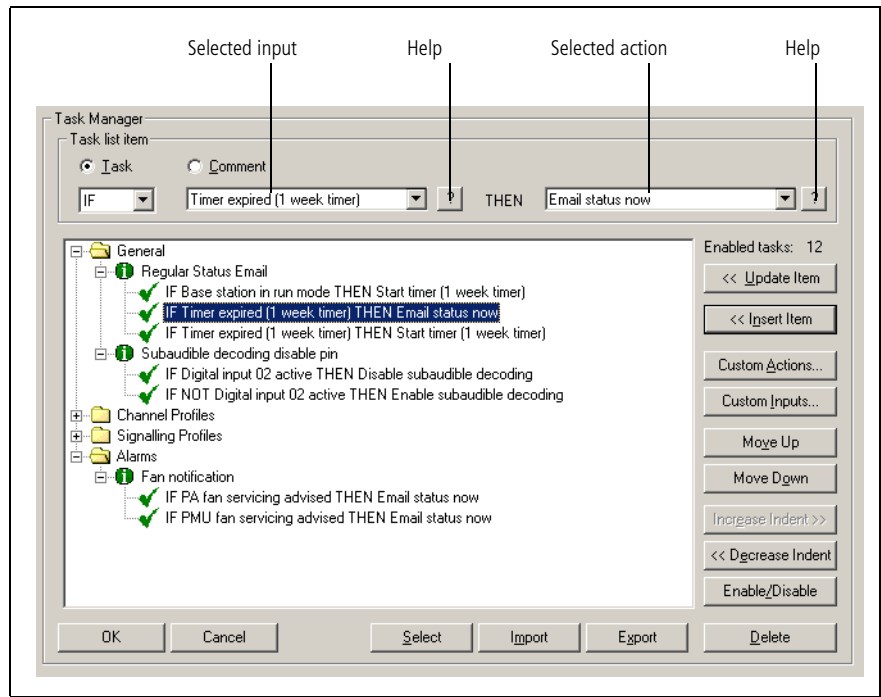 Selected input Help Selected action Help
Task Manager
Task list item
Task Comment
IF Timer expired (1 week timer) ? THEN Email status now ?
General
Regular Status Email
IF Base station in run mode THEN Start timer (1 week timer)
IF Timer expired (1 week timer) THEN Email status now
IF Timer expired (1 week timer) THEN Start timer (1 week timer)
Subaudible decoding disable pin
IF Digital input 02 active THEN Disable subaudible decoding
IF NOT Digital input 02 active THEN Enable subaudible decoding
Channel Profiles
Signalling Profiles
Alarms
Fan notification
IF PA fan servicing advised THEN Email status now
IF PMU fan servicing advised THEN Email status now
Enabled tasks: 12
<< Update Item
<< Insert Item
Custom Actions...
Custom Inputs...
Move Up
Move Down
Increase Indent >>
<< Decrease Indent
Enable/Disable
OK Cancel Select Import Export Delete